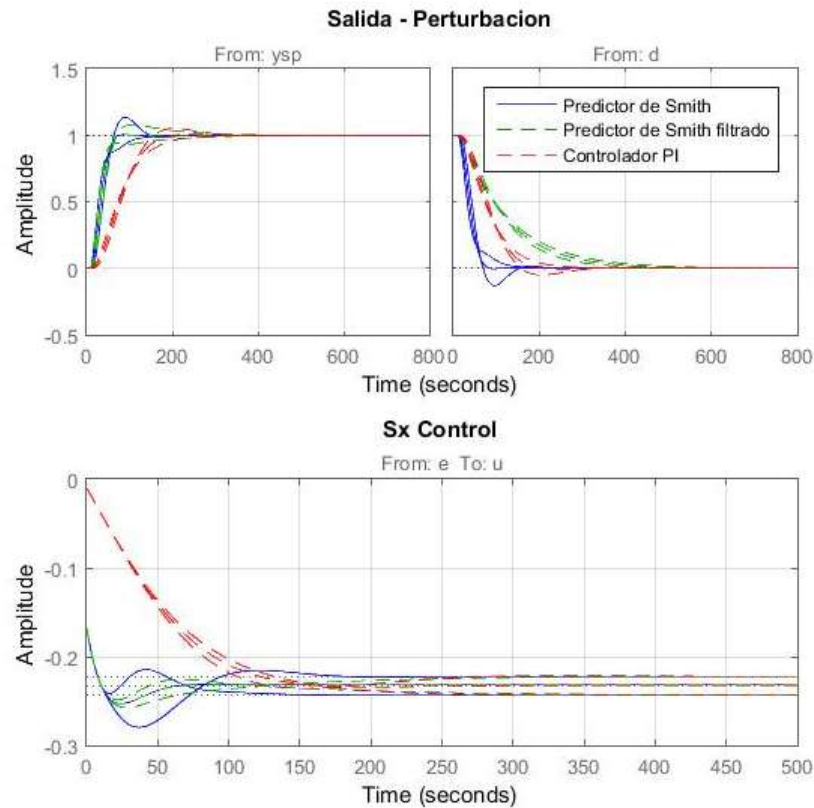 Salida - Perturbacion
From: ysp
From: d
1.5
1
0.5
0
-0.5
Amplitude
Predictor de Smith
Predictor de Smith filtrado
Controlador PI
0 200 400 600 800
0 200 400 600 800
Time (seconds)
Sx Control
From: e To: u
0
-0.1
-0.2
-0.3
Amplitude
0 50 100 150 200 250 300 350 400 450 500
Time (seconds)